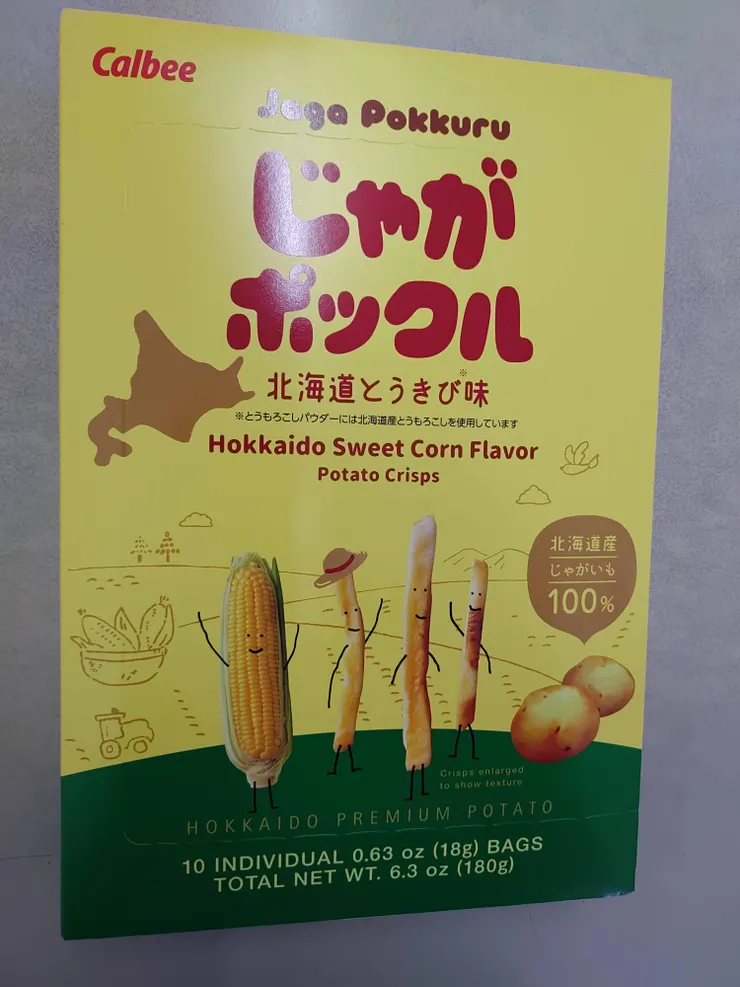 Calbee
Jaga Pokkuru
じゃが
ポックル
北海道とうきび※味
※とうもろこしパウダーには北海道産とうもろこしを使用しています
Hokkaido Sweet Corn Flavor
Potato Crisps
北海道産
じゃがいも
100%
Crisps enlarged
to show texture
HOKKAIDO PREMIUM POTATO
10 INDIVIDUAL 0.63 oz (18g) BAGS
TOTAL NET WT. 6.3 oz (180g)